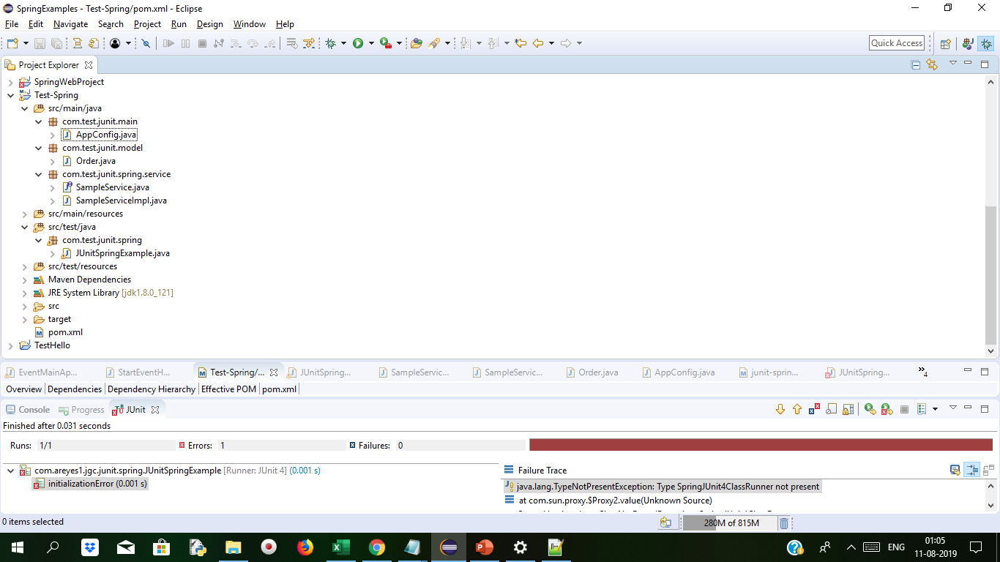 SpringExamples - Test-Spring/pom.xml - Eclipse
File Edit Navigate Search Project Run Design Window Help
Quick Access
Project Explorer
SpringWebProject
Test-Spring
src/main/java
com.test.junit.main
AppConfig.java
com.test.junit.model
Order.java
com.test.junit.spring.service
SampleService.java
SampleServiceImpl.java
src/main/resources
src/test/java
com.test.junit.spring
JUnitSpringExample.java
src/test/resources
Maven Dependencies
JRE System Library [jdk1.8.0_121]
src
target
pom.xml
TestHello
EventMainAp... StartEventH... Test-Spring/... JUnitSpring... SampleServic... SampleServic... Order.java AppConfig.java junit-sprin... JUnitSpring... »4
Overview Dependencies Dependency Hierarchy Effective POM pom.xml
Console Progress JUnit
Finished after 0.031 seconds
Runs: 1/1 Errors: 1 Failures: 0
com.areyes1.jgc.junit.spring.JUnitSpringExample [Runner: JUnit 4] (0.001 s)
initializationError (0.001 s)
Failure Trace
java.lang.TypeNotPresentException: Type SpringJUnit4ClassRunner not present
at com.sun.proxy.$Proxy2.value(Unknown Source)
0 items selected
280M of 815M
ENG
01:05
11-08-2019